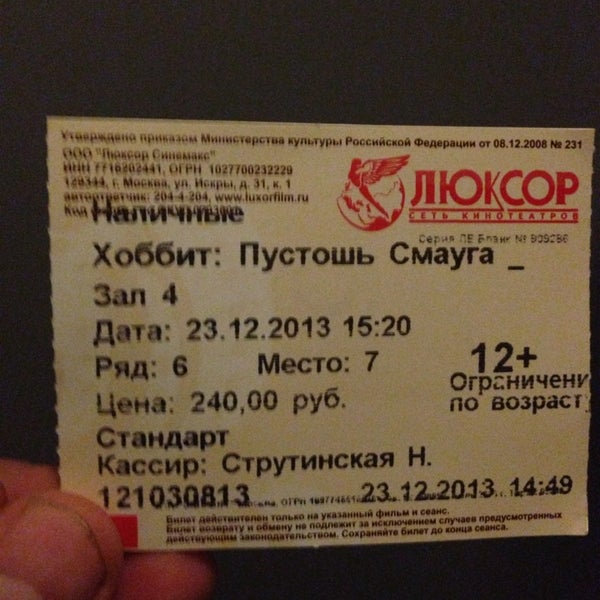 Утверждено приказом Министерства культуры Российской Федерации от 08.12.2008 № 231
ООО "Люксор Синемакс"
ИНН 7716202441, ОГРН 1027700232229
129344, г. Москва, ул. Искры, д. 31, к. 1
автоответчик: 204-4-204, www.luxorfilm.ru
Код
Наличные
ЛЮКСОР
СЕТЬ КИНОТЕАТРОВ
Серия ЛЕ Бланк № 909286
Хоббит: Пустошь Смауга _
Зал 4
Дата: 23.12.2013 15:20
Ряд: 6 Место: 7
12+
Цена: 240,00 руб.
Ограничени
по возраст
Стандарт
Кассир: Струтинская Н.
121030813 23.12.2013 14:49
Билет действителен только на указанный фильм и сеанс.
Билет возврату и обмену не подлежит за исключением случаев предусмотренных
действующим законодательством. Сохраняйте билет до конца сеанса.